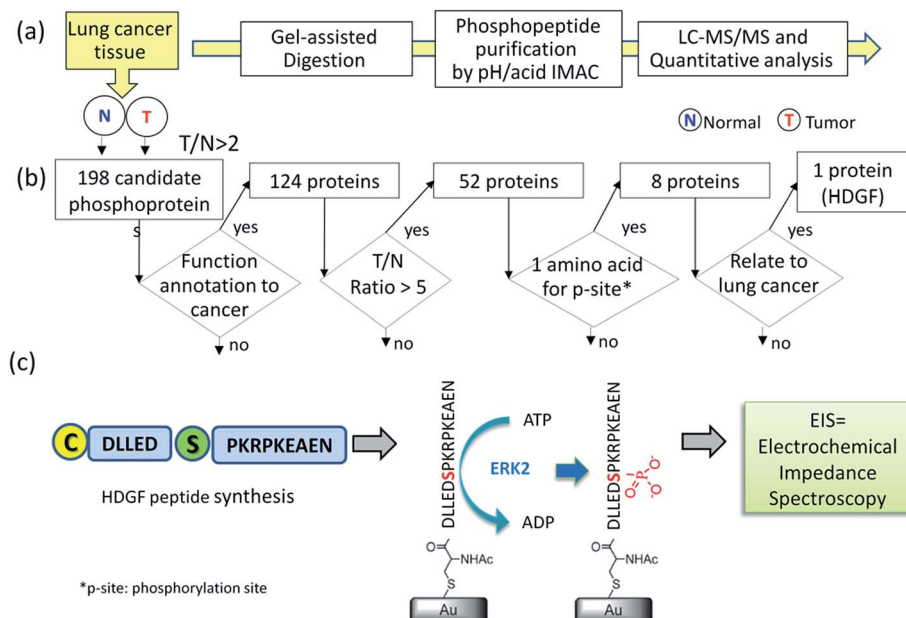 (a)
Lung cancer
tissue
Gel-assisted
Digestion
Phosphopeptide
purification
by pH/acid IMAC
LC-MS/MS and
Quantitative analysis
N
T
T/N>2
N Normal
T Tumor
(b)
198 candidate
phosphoprotein
s
124 proteins
52 proteins
8 proteins
1 protein
(HDGF)
yes
yes
yes
yes
Function
annotation to
cancer
T/N
Ratio > 5
1 amino acid
for p-site*
Relate to
lung cancer
no
no
no
no
(c)
C DLLED S PKRPKEAEN
HDGF peptide synthesis
DLLEDSPKRPKEAEN
ATP
ERK2
ADP
O
NHAc
S
Au
DLLEDSPKRPKEAEN
O-P-O-
O
O-
O
NHAc
S
Au
EIS=
Electrochemical
Impedance
Spectroscopy
*p-site: phosphorylation site